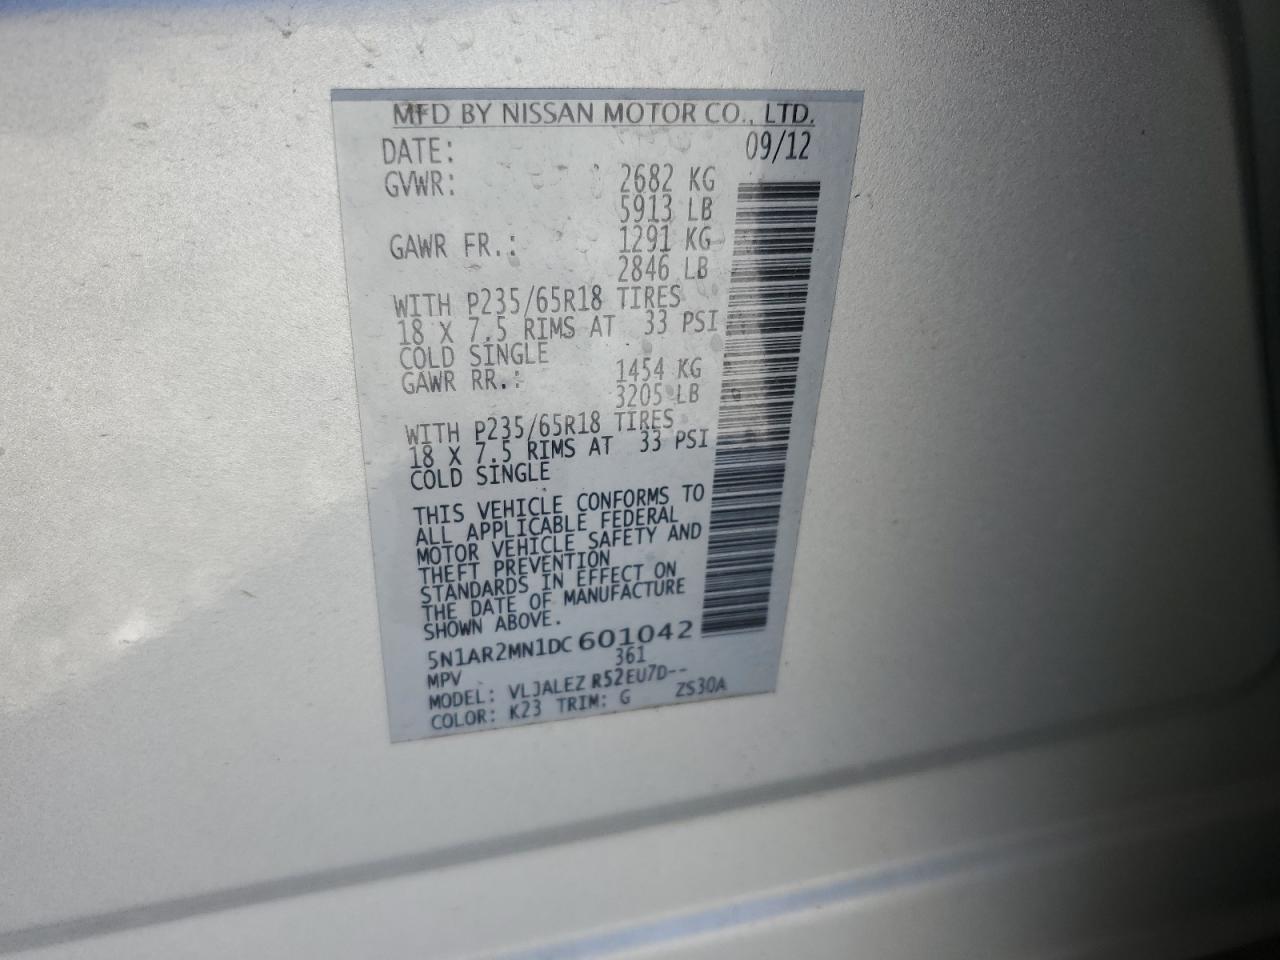 MFD BY NISSAN MOTOR CO., LTD.
DATE: 09/12
GVWR: 2682 KG
5913 LB
GAWR FR.: 1291 KG
2846 LB
WITH P235/65R18 TIRES
18 X 7.5 RIMS AT 33 PSI
COLD SINGLE
GAWR RR.: 1454 KG
3205 LB
WITH P235/65R18 TIRES
18 X 7.5 RIMS AT 33 PSI
COLD SINGLE
THIS VEHICLE CONFORMS TO
ALL APPLICABLE FEDERAL
MOTOR VEHICLE SAFETY AND
THEFT PREVENTION
STANDARDS IN EFFECT ON
THE DATE OF MANUFACTURE
SHOWN ABOVE.
5N1AR2MN1DC601042
MPV 361
MODEL: VLJALEZ R52EU7D--
COLOR: K23 TRIM: G ZS30A